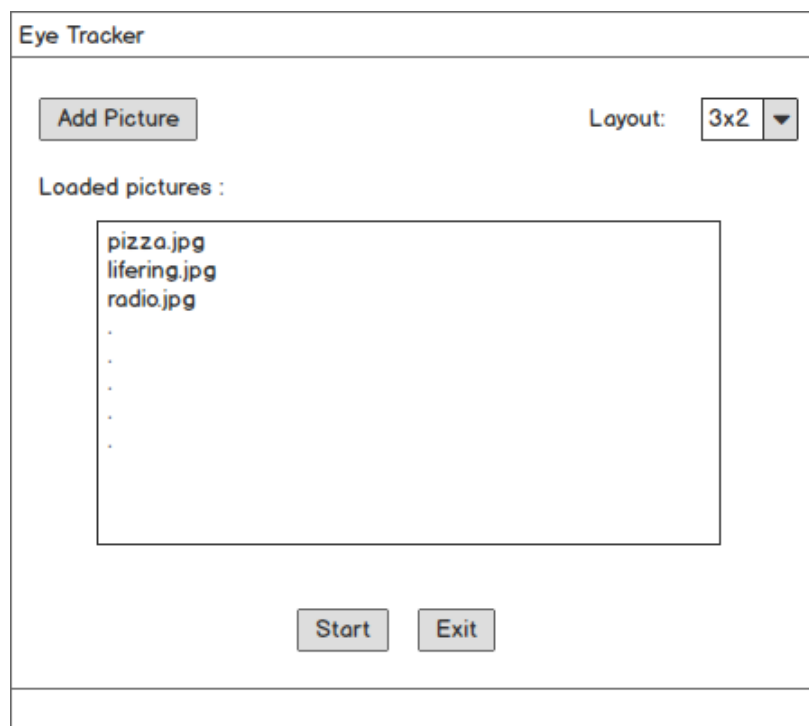 Eye Tracker
Add Picture
Layout: 3x2
Loaded pictures :
pizza.jpg
lifering.jpg
radio.jpg
.
.
.
.
.
Start Exit